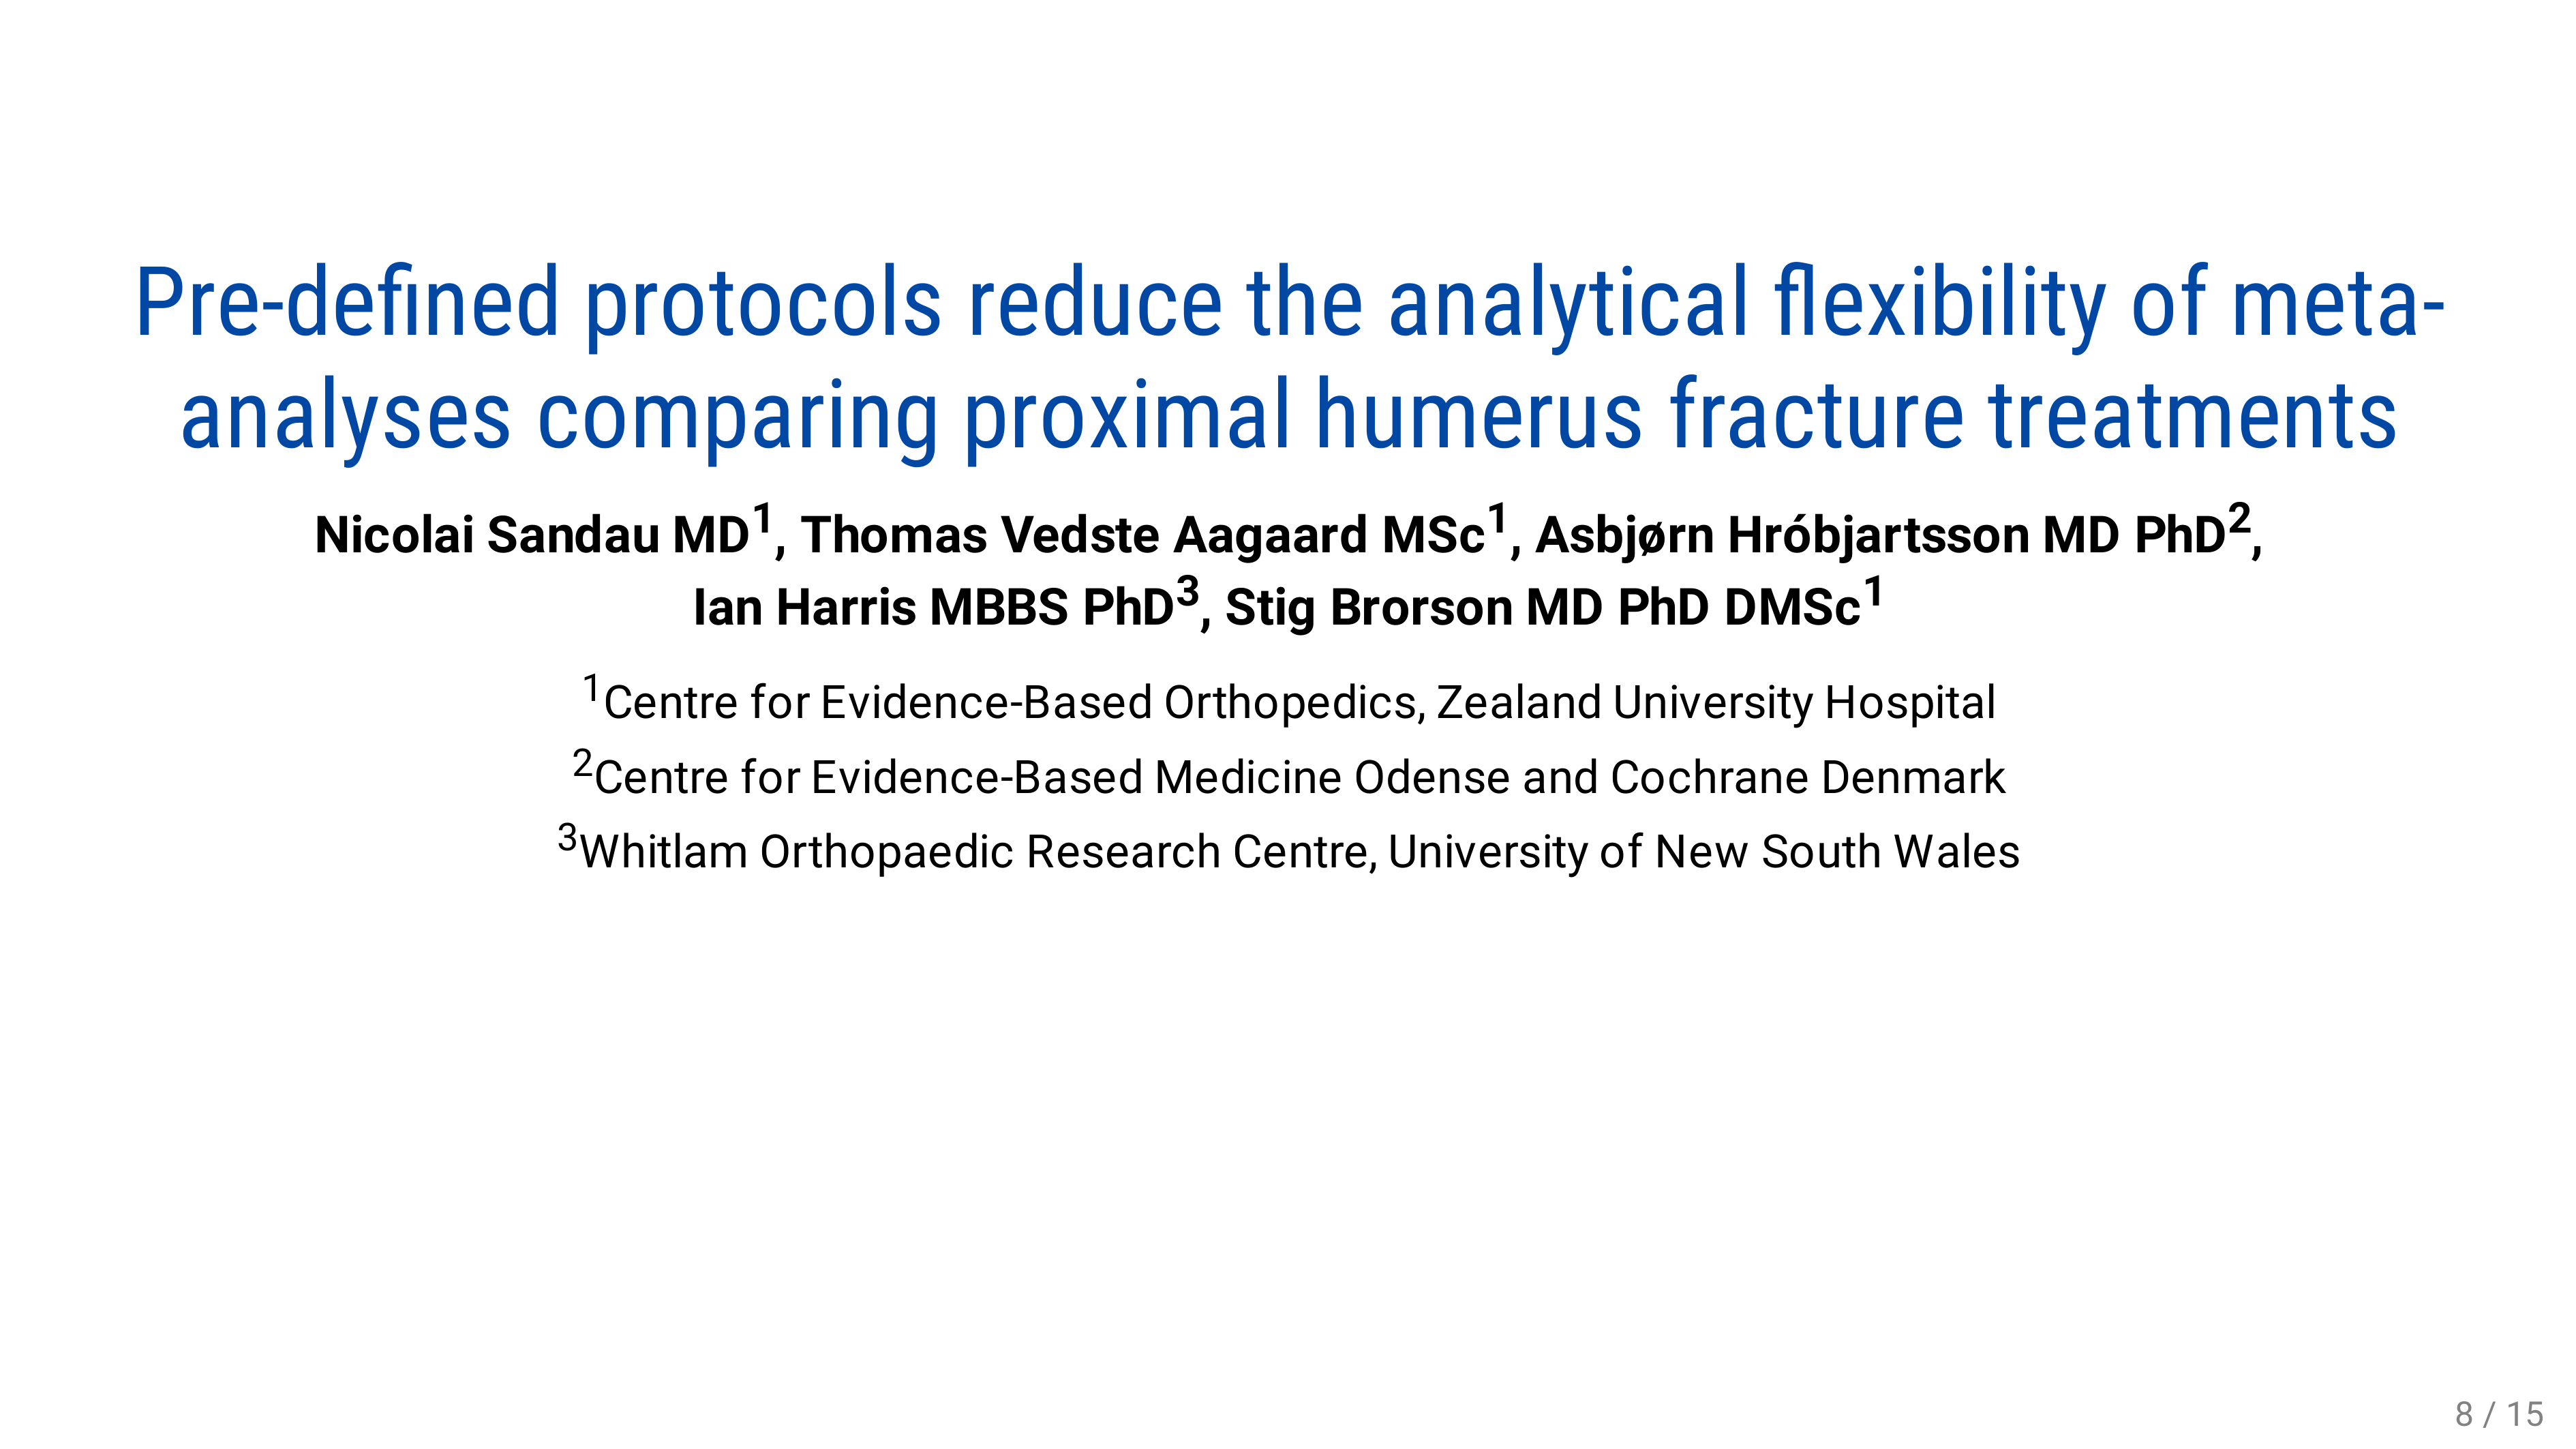 Pre-defined protocols reduce the analytical flexibility of meta-
analyses comparing proximal humerus fracture treatments
Nicolai Sandau MD1, Thomas Vedste Aagaard MSc1, Asbjørn Hróbjartsson MD PhD2,
Ian Harris MBBS PhD3, Stig Brorson MD PhD DMSc1
1Centre for Evidence-Based Orthopedics, Zealand University Hospital
2Centre for Evidence-Based Medicine Odense and Cochrane Denmark
3Whitlam Orthopaedic Research Centre, University of New South Wales
8 / 15